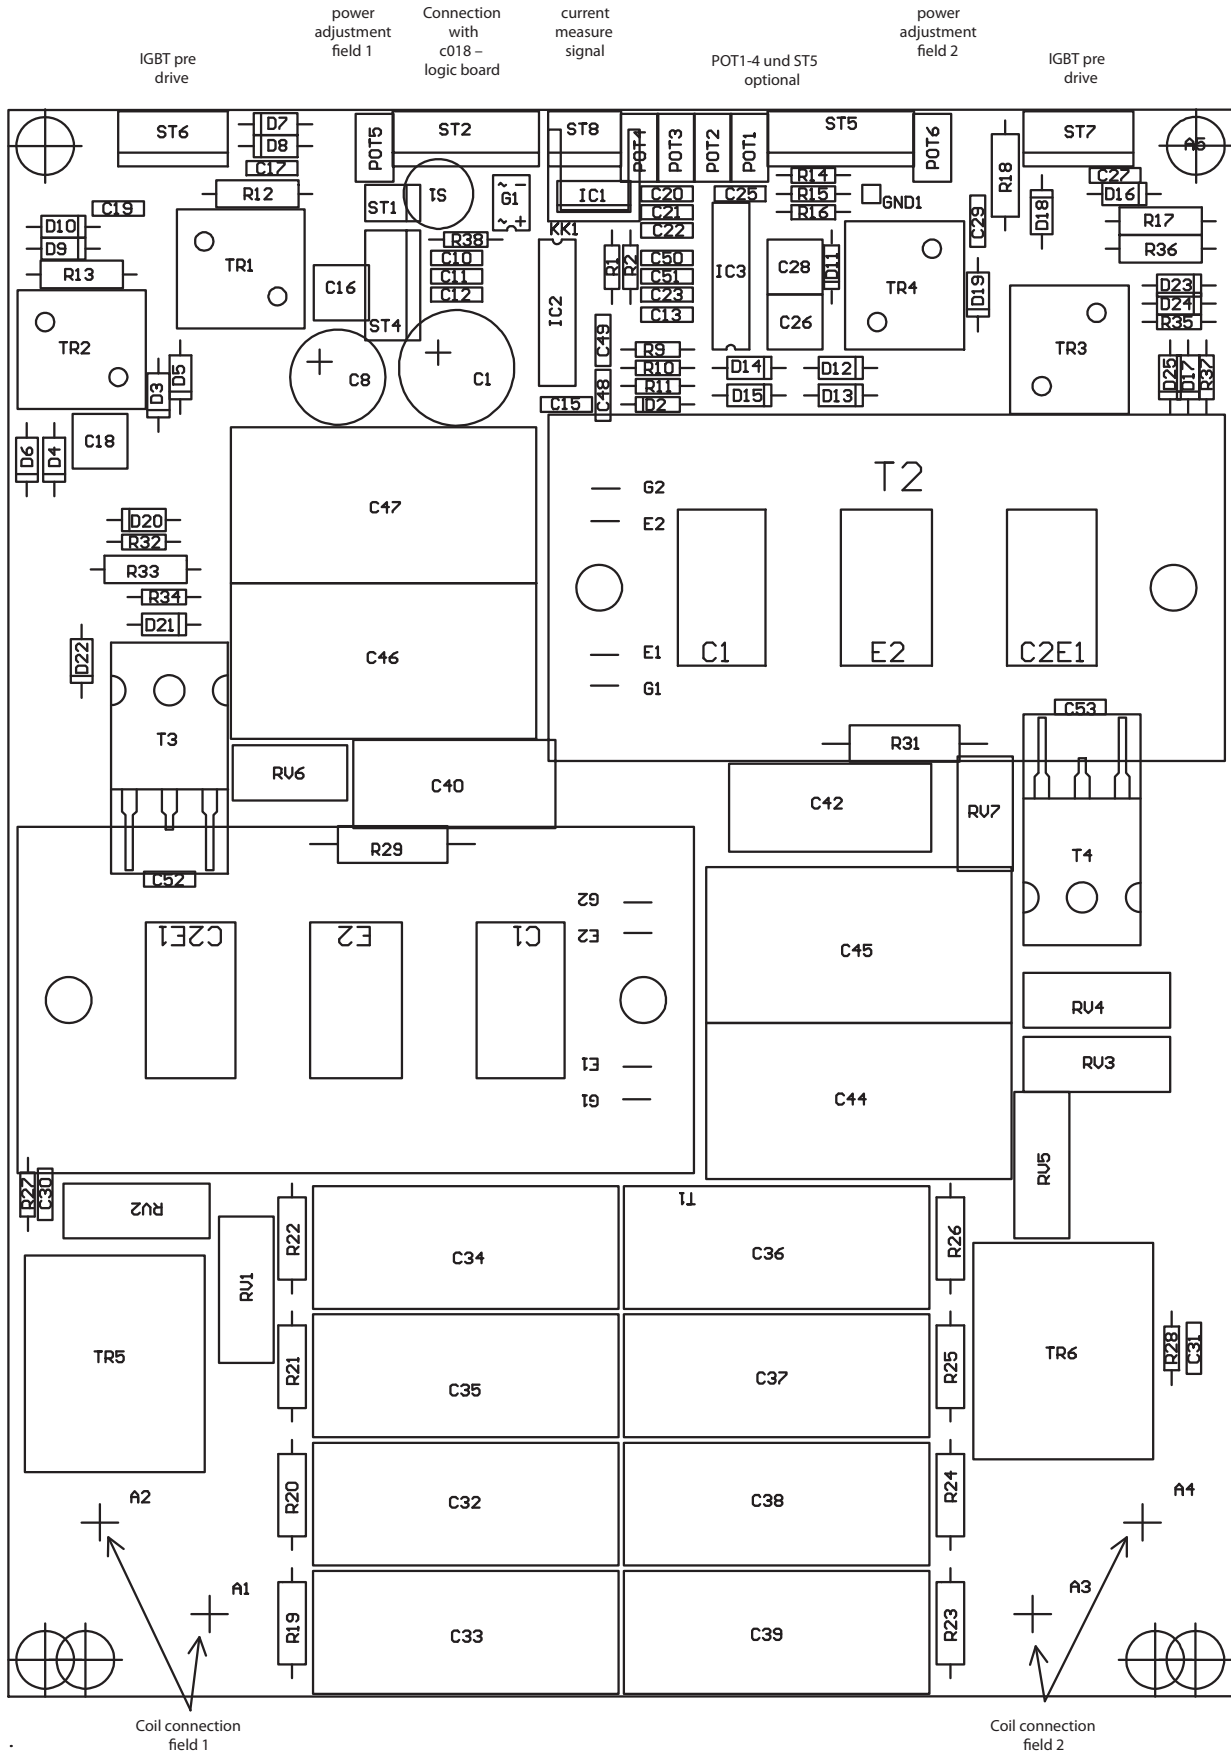 power
adjustment
field 1
Connection
with
c018 –
logic board
current
measure
signal
power
adjustment
field 2
IGBT pre
drive
POT1-4 und ST5
optional
IGBT pre
drive
ST6
D7
D8
C17
R12
POT5
ST2
S1
ST1
G1
ST8
IC1
KK1
POT4
POT3
POT2
POT1
ST5
POT6
R18
ST7
A5
C19
D10
D9
R13
TR1
C16
ST4
R38
C10
C11
C12
IC2
R1
R2
C20
C21
C22
C50
C51
C23
C13
C25
IC3
R14
R15
R16
GND1
C28
C26
D11
TR4
C29
D19
D18
C27
D16
R17
R36
D23
D24
R35
TR3
TR2
D3
D5
C8
C1
C49
C48
C15
R9
R10
R11
D2
D14
D15
D12
D13
D25
D17
R37
D6
D4
C18
C47
T2
G2
E2
D20
R32
R33
R34
D21
D22
C46
E1
G1
C1
E2
C2E1
T3
RV6
C40
R31
C53
C42
RV7
T4
R29
C52
G2
E2
C2E1
E2
C1
C45
RV4
E1
G1
C44
RV3
RV5
R27
C30
RV2
T1
R22
C34
C36
R26
RV1
TR5
R21
C35
C37
R25
TR6
R28
C31
A2
R20
C32
C38
R24
A4
A1
R19
C33
C39
R23
A3
Coil connection
field 1
Coil connection
field 2
.